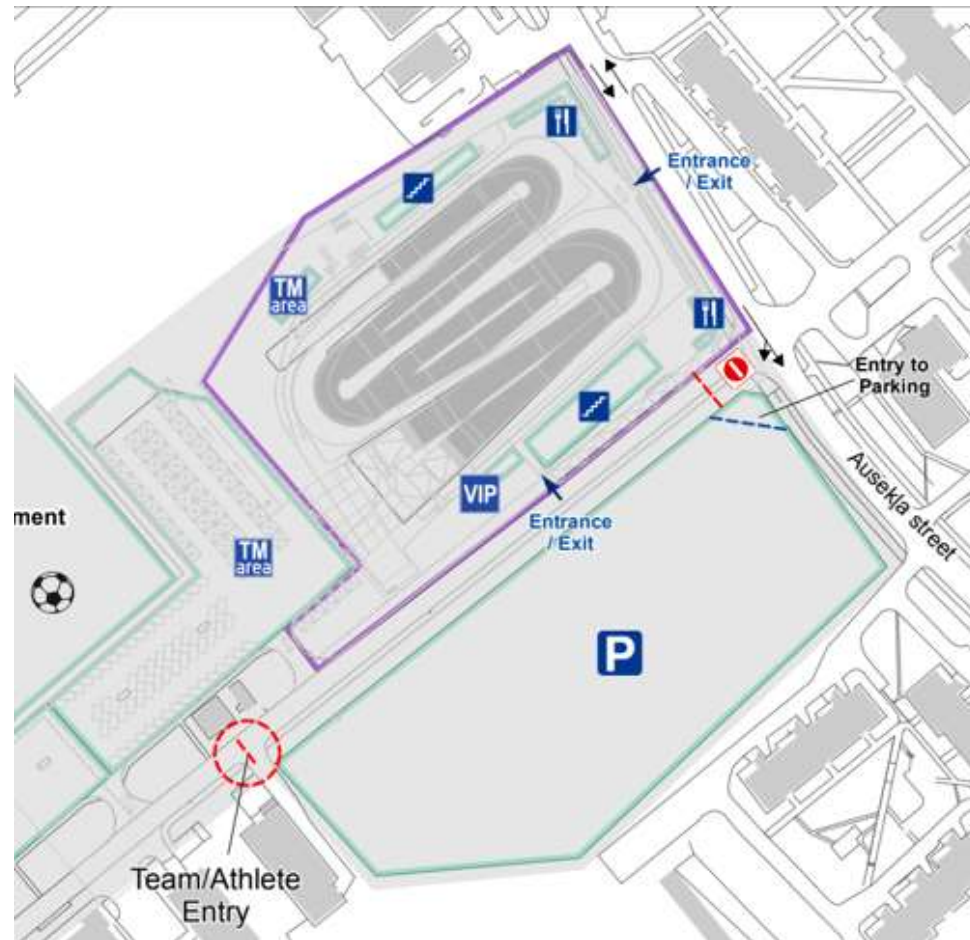 Entrance
/ Exit
TM
area
Entry to
Parking
VIP
Ausekļa street
Entrance
/ Exit
ment
TM
area
P
Team/Athlete
Entry